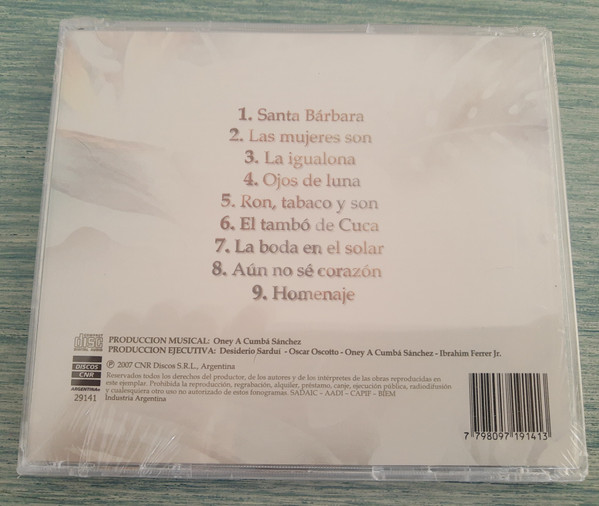 1. Santa Bárbara
2. Las mujeres son
3. La igualona
4. Ojos de luna
5. Ron, tabaco y son
6. El tambó de Cuca
7. La boda en el solar
8. Aún no sé corazón
9. Homenaje
COMPACT
DISC
DIGITAL AUDIO
PRODUCCION MUSICAL: Oney A Cumbá Sánchez
PRODUCCION EJECUTIVA: Desiderio Sardui - Oscar Oscotto - Oney A Cumbá Sánchez - Ibrahim Ferrer Jr.
DISCOS
CNR
ARGENTINA
29141
℗ 2007 CNR Discos S.R.L., Argentina
Reservados todos los derechos del productor, de los autores y de los intérpretes de las obras reproducidas en
este ejemplar. Prohibida la reproducción, regrabación, alquiler, préstamo, canje, ejecución pública, radiodifusión
y cualesquiera otro uso no autorizado de estos fonogramas. SADAIC - AADI - CAPIF - BIEM
Industria Argentina
7 798097 191413